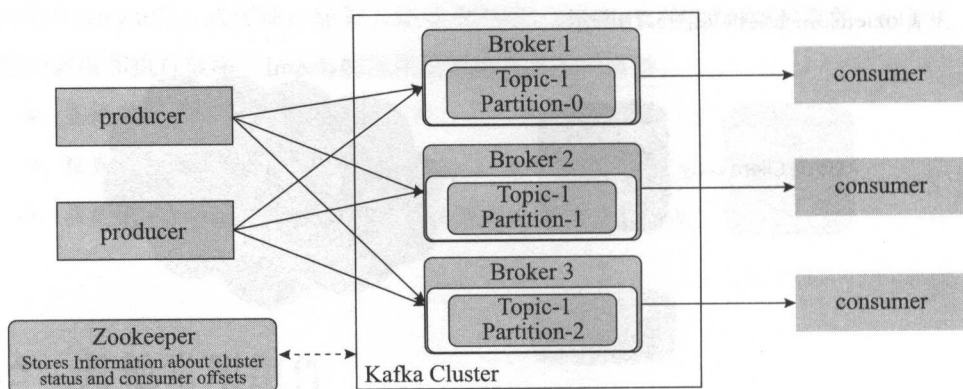 Broker 1
Topic-1
Partition-0
consumer
producer
Broker 2
Topic-1
Partition-1
consumer
producer
Broker 3
Topic-1
Partition-2
consumer
Zookeeper
Stores Information about cluster
status and consumer offsets
Kafka Cluster